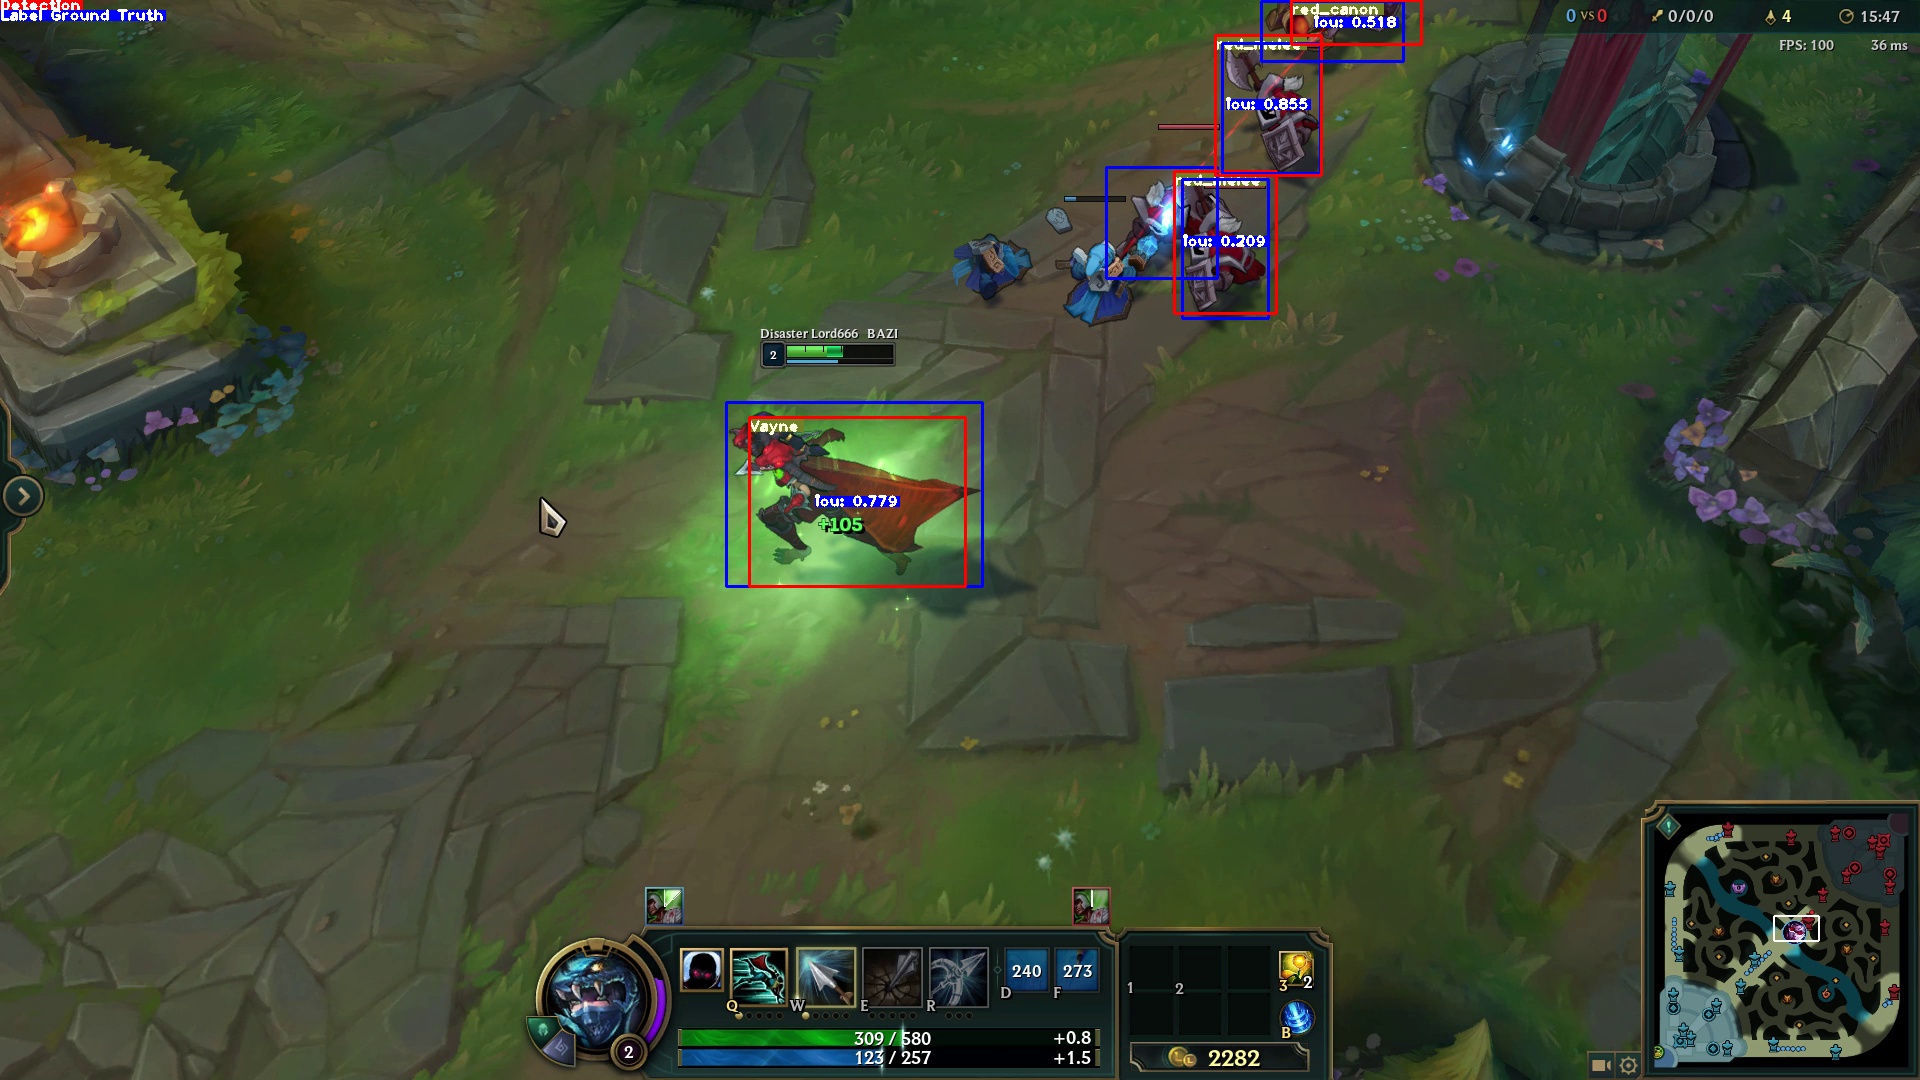 Detection
Label Ground Truth
red_canon
Iou: 0.518
0 VS 0
0/0/0
4
15:47
FPS: 100
36 ms
red_melee
Iou: 0.855
red_melee
Iou: 0.209
Disaster Lord666 BAZI
2
Vayne
Iou: 0.779
+105
240
273
Q
W
E
R
D
F
1
2
3
2
B
309 / 580
+0.8
123 / 257
+1.5
2
2282